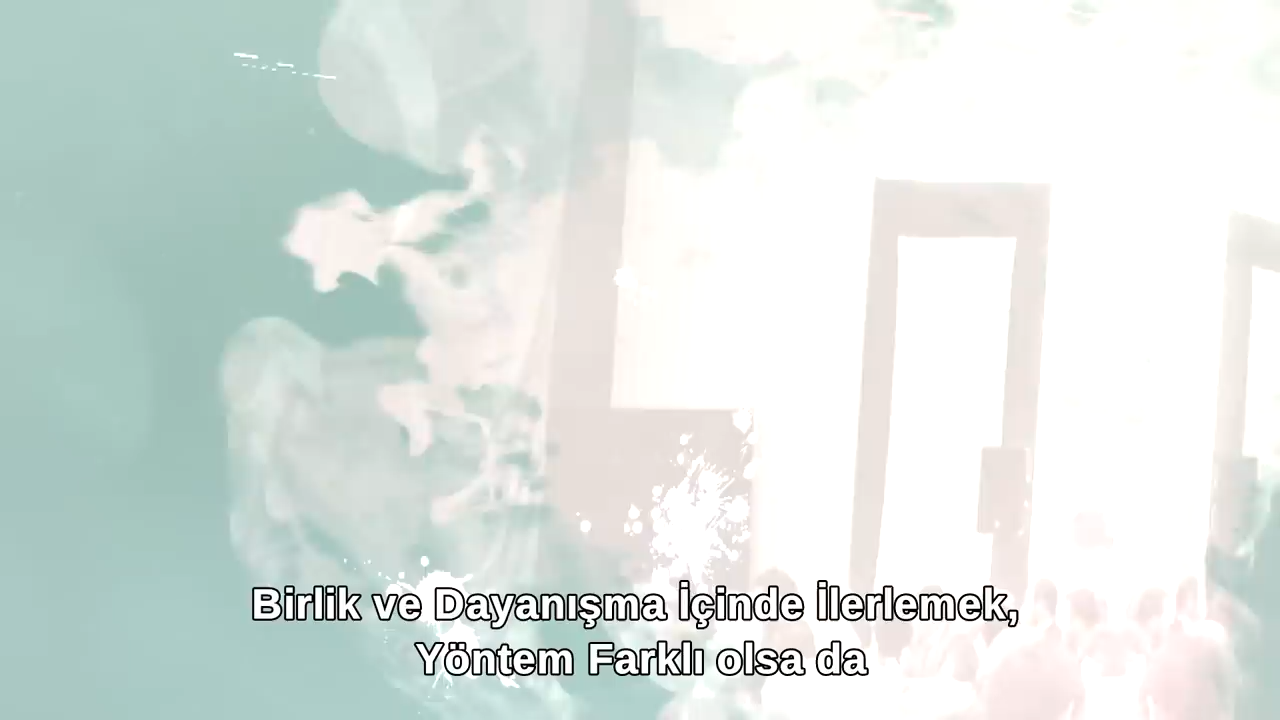 Birlik ve Dayanışma İçinde İlerlemek,
Yöntem Farklı olsa da